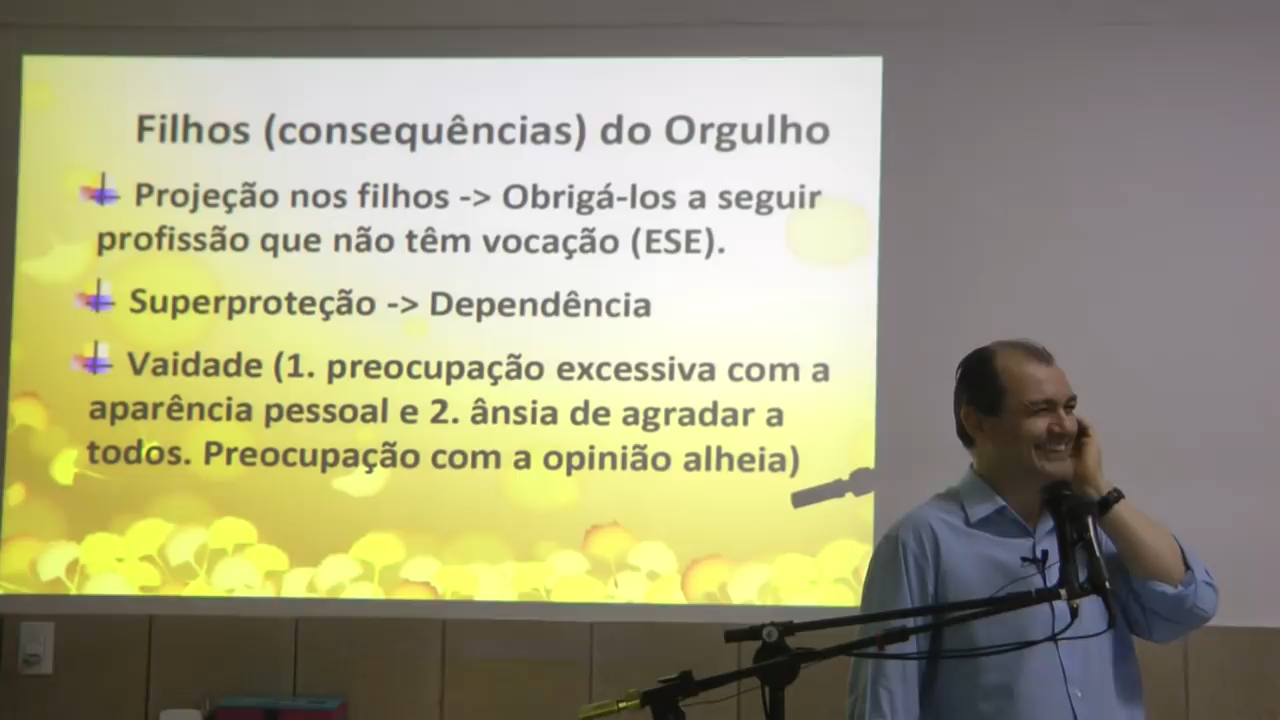 Filhos (consequências) do Orgulho
Projeção nos filhos -> Obrigá-los a seguir
profissão que não têm vocação (ESE).
Superproteção -> Dependência
Vaidade (1. preocupação excessiva com a
aparência pessoal e 2. ânsia de agradar a
todos. Preocupação com a opinião alheia)